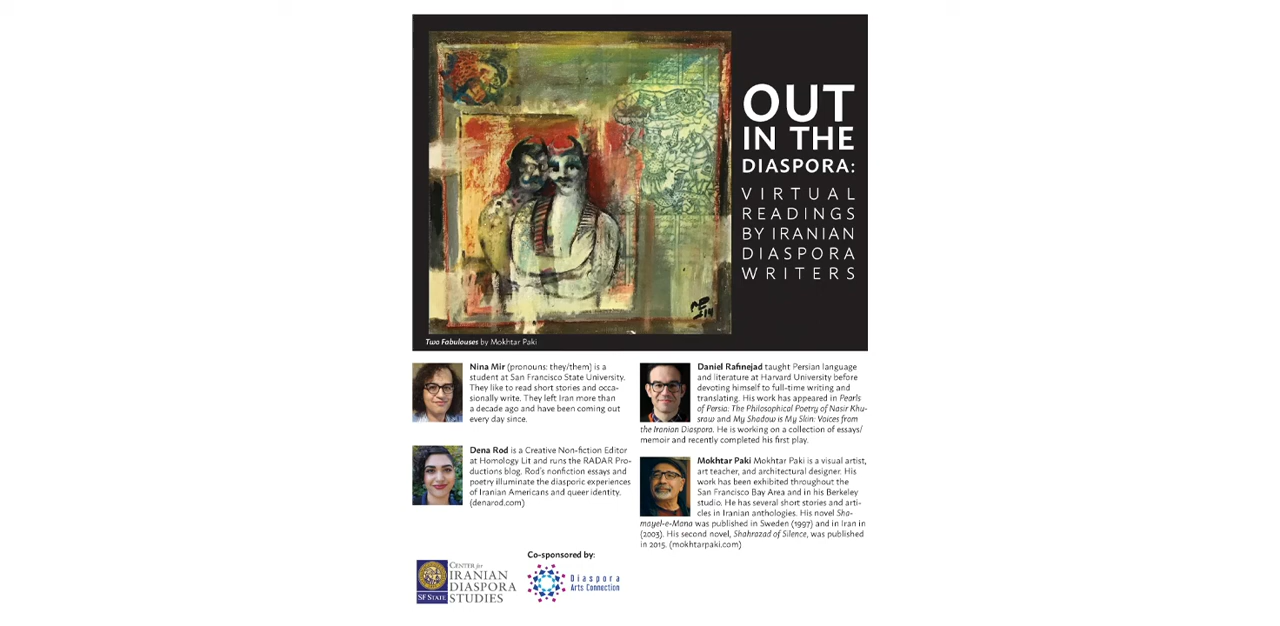 OUT
IN THE
DIASPORA:
VIRTUAL
READINGS
BY IRANIAN
DIASPORA
WRITERS
Two Fabulouses by Mokhtar Paki
Nina Mir (pronouns: they/them) is a
student at San Francisco State University.
They like to read short stories and occa-
sionally write. They left Iran more than
a decade ago and have been coming out
every day since.
Dena Rod is a Creative Non-fiction Editor
at Homology Lit and runs the RADAR Pro-
ductions blog. Rod's nonfiction essays and
poetry illuminate the diasporic experiences
of Iranian Americans and queer identity.
(denarod.com)
Daniel Rafinejad taught Persian language
and literature at Harvard University before
devoting himself to full-time writing and
translating. His work has appeared in Pearls
of Persia: The Philosophical Poetry of Nasir Khu-
sraw and My Shadow is My Skin: Voices from
the Iranian Diaspora. He is working on a collection of essays/
memoir and recently completed his first play.
Mokhtar Paki Mokhtar Paki is a visual artist,
art teacher, and architectural designer. His
work has been exhibited throughout the
San Francisco Bay Area and in his Berkeley
studio. He has several short stories and arti-
cles in Iranian anthologies. His novel Sha-
mayel-e-Mana was published in Sweden (1997) and in Iran in
(2003). His second novel, Shahrazad of Silence, was published
in 2015. (mokhtarpaki.com)
Co-sponsored by:
SF STATE
CENTER for
IRANIAN
DIASPORA
STUDIES
Diaspora
Arts Connection